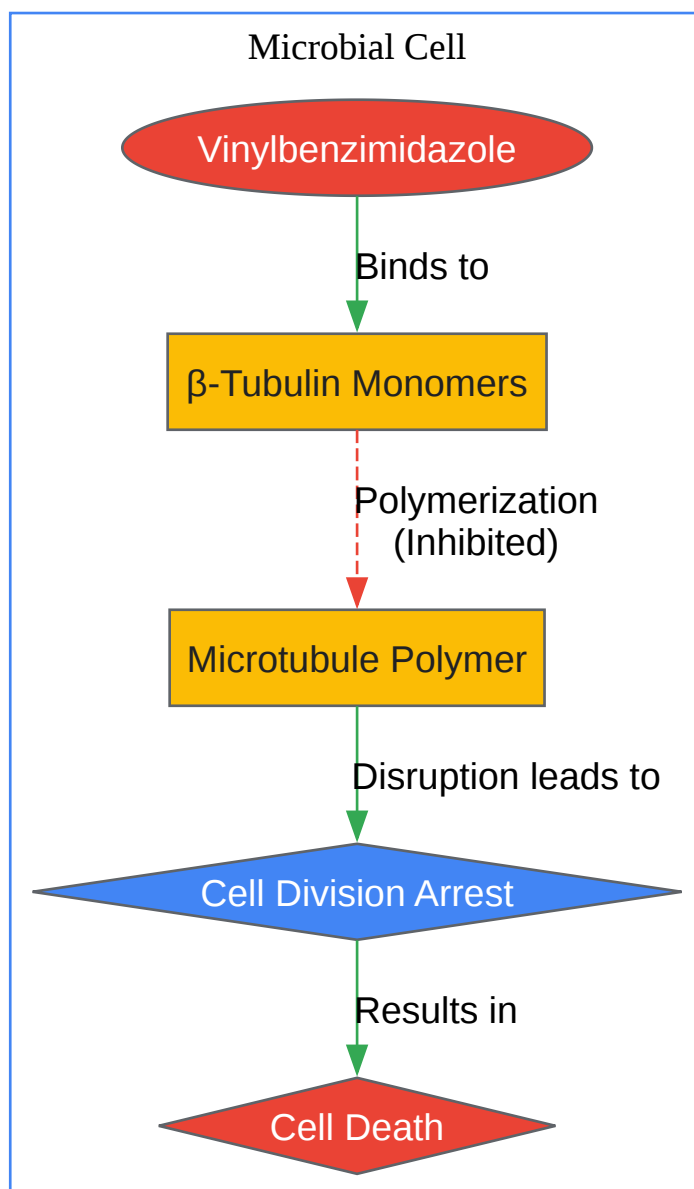 Microbial Cell
Vinylbenzimidazole
Binds to
β-Tubulin Monomers
Polymerization
(Inhibited)
Microtubule Polymer
Disruption leads to
Cell Division Arrest
Results in
Cell Death